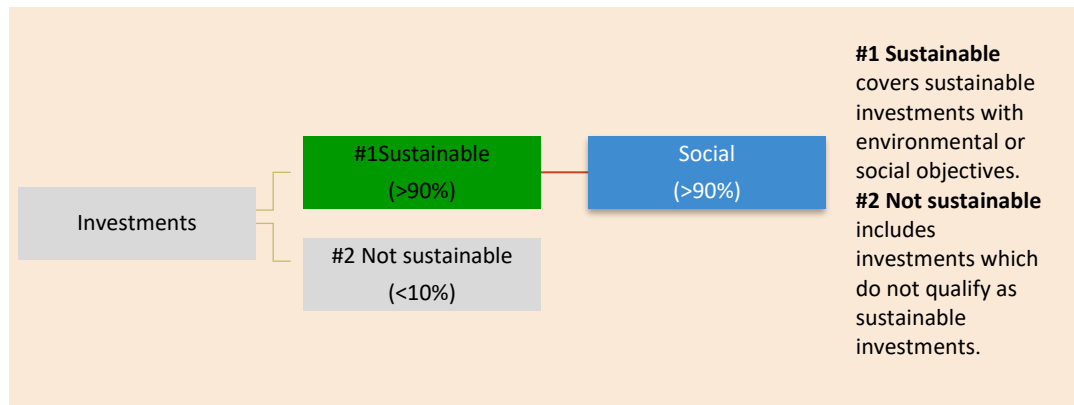 Investments
#1Sustainable
(>90%)
#2 Not sustainable
(<10%)
Social
(>90%)
#1 Sustainable
covers sustainable
investments with
environmental or
social objectives.
#2 Not sustainable
includes
investments which
do not qualify as
sustainable
investments.